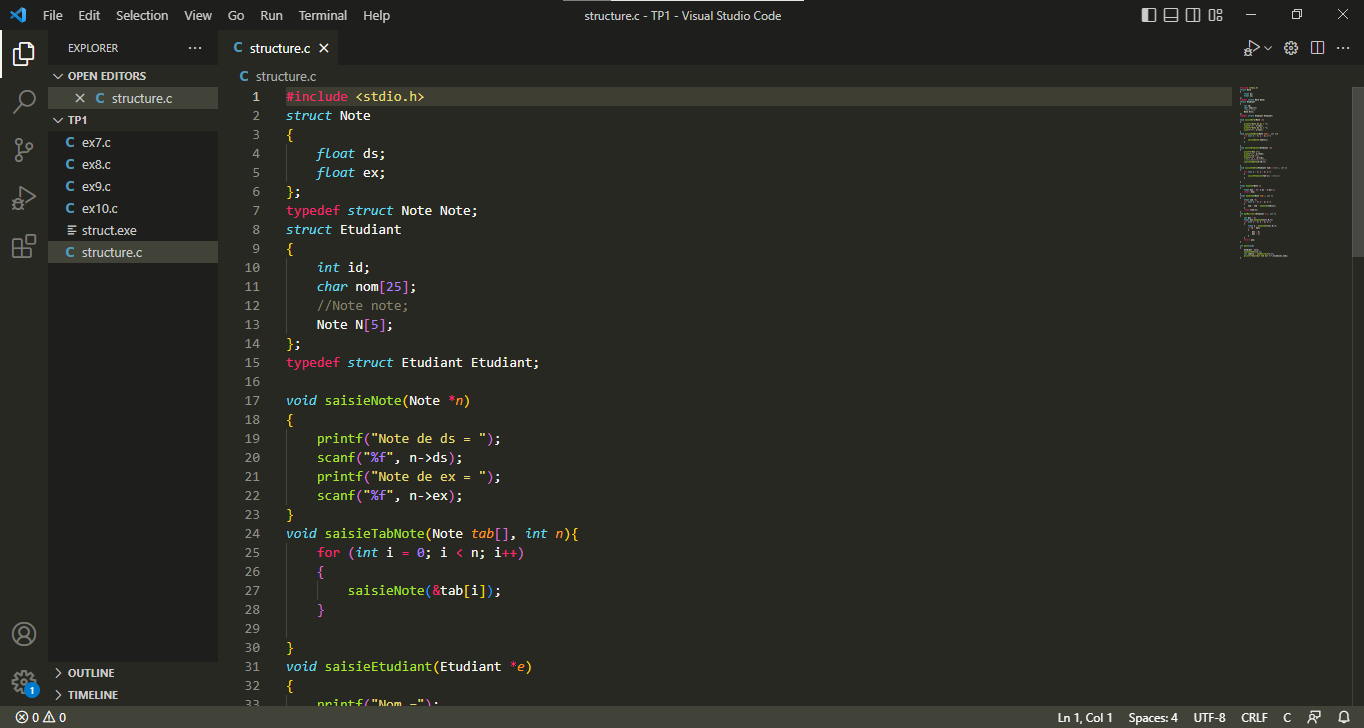 File Edit Selection View Go Run Terminal Help structure.c - TP1 - Visual Studio Code
EXPLORER
OPEN EDITORS
C structure.c
TP1
C ex7.c
C ex8.c
C ex9.c
C ex10.c
struct.exe
C structure.c
OUTLINE
TIMELINE
1
C structure.c
C structure.c
1 #include <stdio.h>
2 struct Note
3 {
4 float ds;
5 float ex;
6 };
7 typedef struct Note Note;
8 struct Etudiant
9 {
10 int id;
11 char nom[25];
12 //Note note;
13 Note N[5];
14 };
15 typedef struct Etudiant Etudiant;
16
17 void saisieNote(Note *n)
18 {
19 printf("Note de ds = ");
20 scanf("%f", n->ds);
21 printf("Note de ex = ");
22 scanf("%f", n->ex);
23 }
24 void saisieTabNote(Note tab[], int n){
25 for (int i = 0; i < n; i++)
26 {
27 saisieNote(&tab[i]);
28 }
29
30 }
31 void saisieEtudiant(Etudiant *e)
32 {
33 printf("Nom =");
0 0 Ln 1, Col 1 Spaces: 4 UTF-8 CRLF C